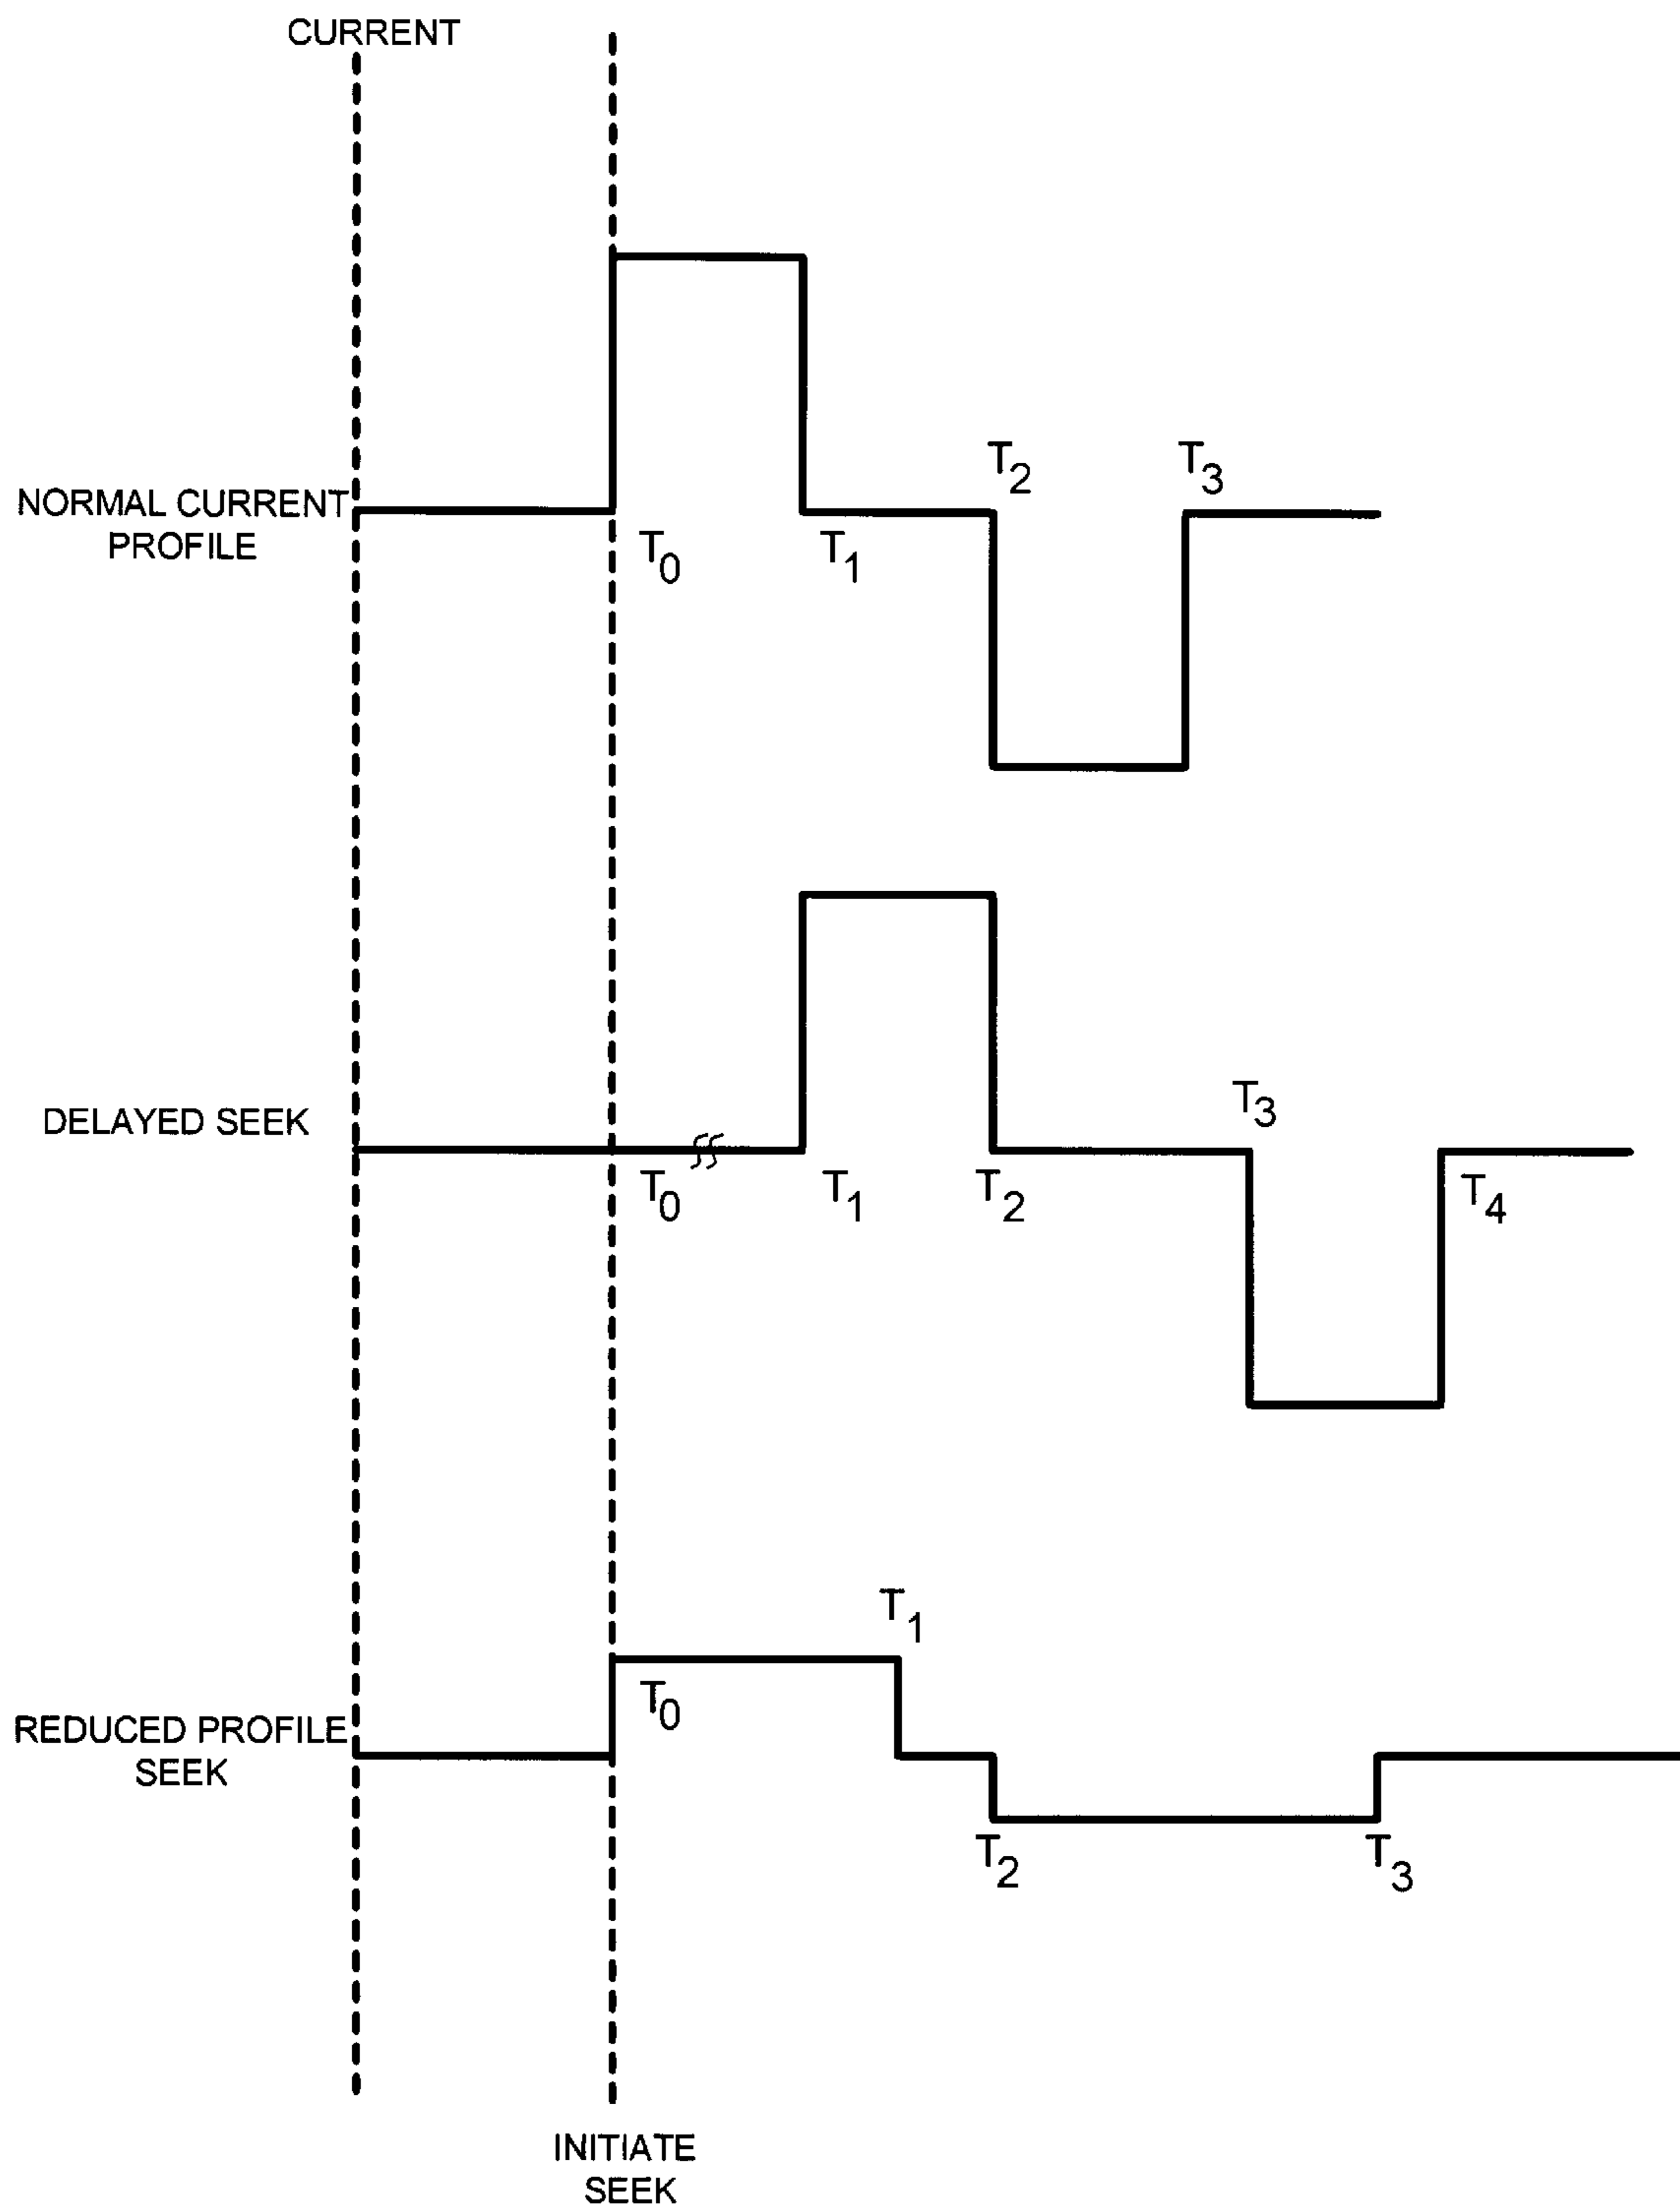 CURRENT
NORMAL CURRENT
PROFILE
T0
T1
T2
T3
DELAYED SEEK
T0
T1
T2
T3
T4
REDUCED PROFILE
SEEK
T0
T1
T2
T3
INITIATE
SEEK